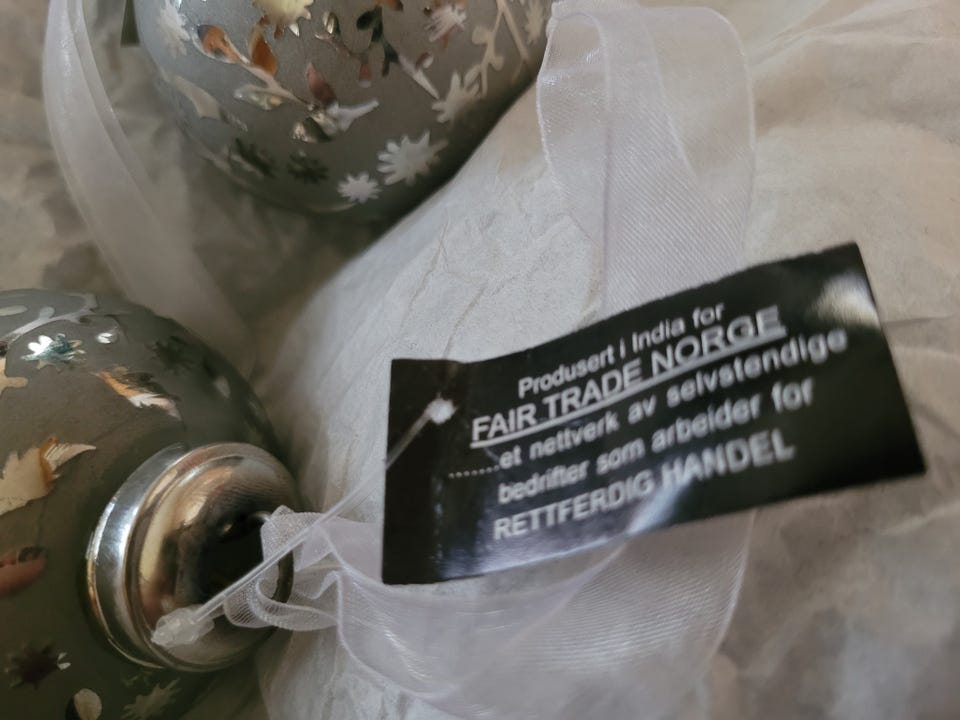 Produsert i India for
FAIR TRADE NORGE
......et nettverk av selvstendige
bedrifter som arbeider for
RETTFERDIG HANDEL